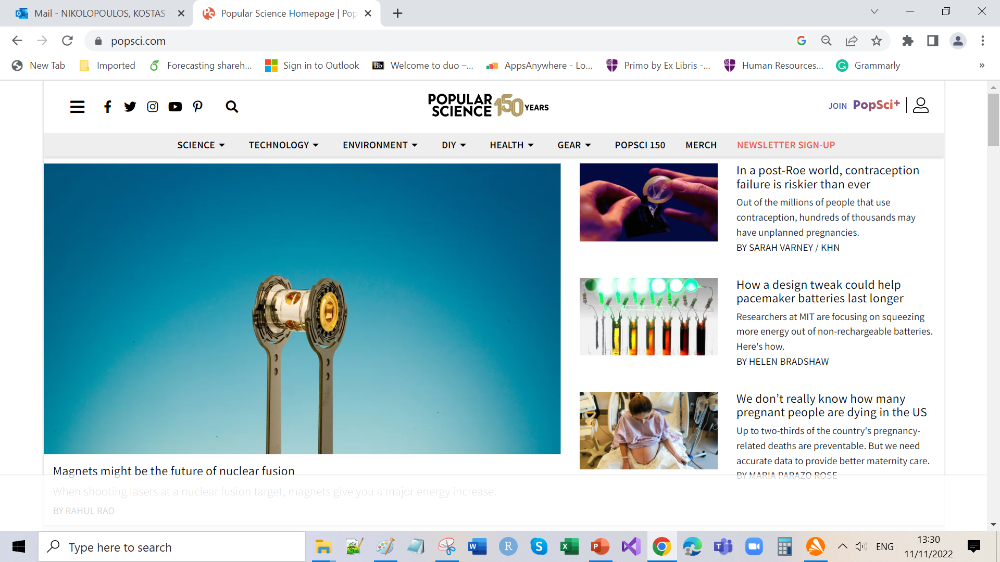 Mail - NIKOLOPOULOS, KOSTAS -
Popular Science Homepage | Pop
popsci.com
New Tab
Imported
Forecasting shareh...
Sign in to Outlook
Bb
Welcome to duo –...
AppsAnywhere - Lo...
Primo by Ex Libris -...
Human Resources...
Grammarly
»
POPULAR SCIENCE 150 YEARS
JOIN PopSci+
SCIENCE
TECHNOLOGY
ENVIRONMENT
DIY
HEALTH
GEAR
POPSCI 150
MERCH
NEWSLETTER SIGN-UP
Magnets might be the future of nuclear fusion
When shooting lasers at a nuclear fusion target, magnets give you a major energy increase.
BY RAHUL RAO
In a post-Roe world, contraception
failure is riskier than ever
Out of the millions of people that use
contraception, hundreds of thousands may
have unplanned pregnancies.
BY SARAH VARNEY / KHN
How a design tweak could help
pacemaker batteries last longer
Researchers at MIT are focusing on squeezing
more energy out of non-rechargeable batteries.
Here's how.
BY HELEN BRADSHAW
We don’t really know how many
pregnant people are dying in the US
Up to two-thirds of the country's pregnancy-
related deaths are preventable. But we need
accurate data to provide better maternity care.
BY MARIA PARAZO ROSE
Type here to search
ENG
13:30
11/11/2022